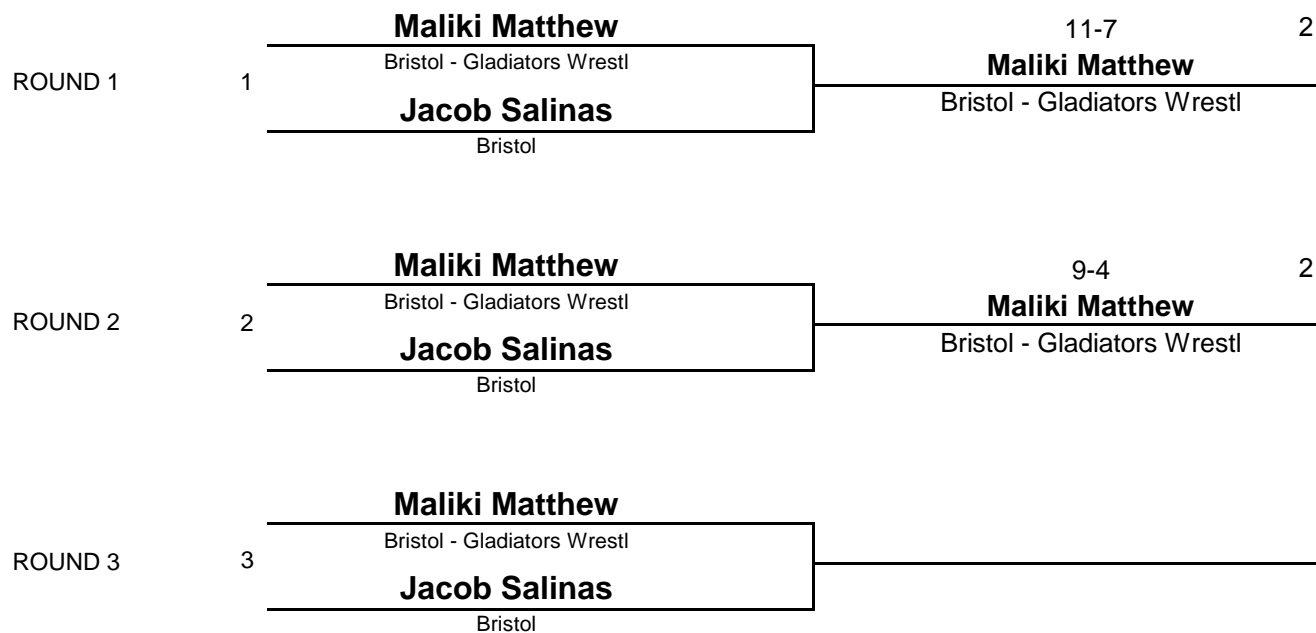 Maliki Matthew
11-7 2
Bristol - Gladiators Wrestl
Maliki Matthew
ROUND 1 1
Jacob Salinas
Bristol - Gladiators Wrestl
Bristol
Maliki Matthew
9-4 2
Bristol - Gladiators Wrestl
Maliki Matthew
ROUND 2 2
Jacob Salinas
Bristol - Gladiators Wrestl
Bristol
Maliki Matthew
Bristol - Gladiators Wrestl
ROUND 3 3
Jacob Salinas
Bristol